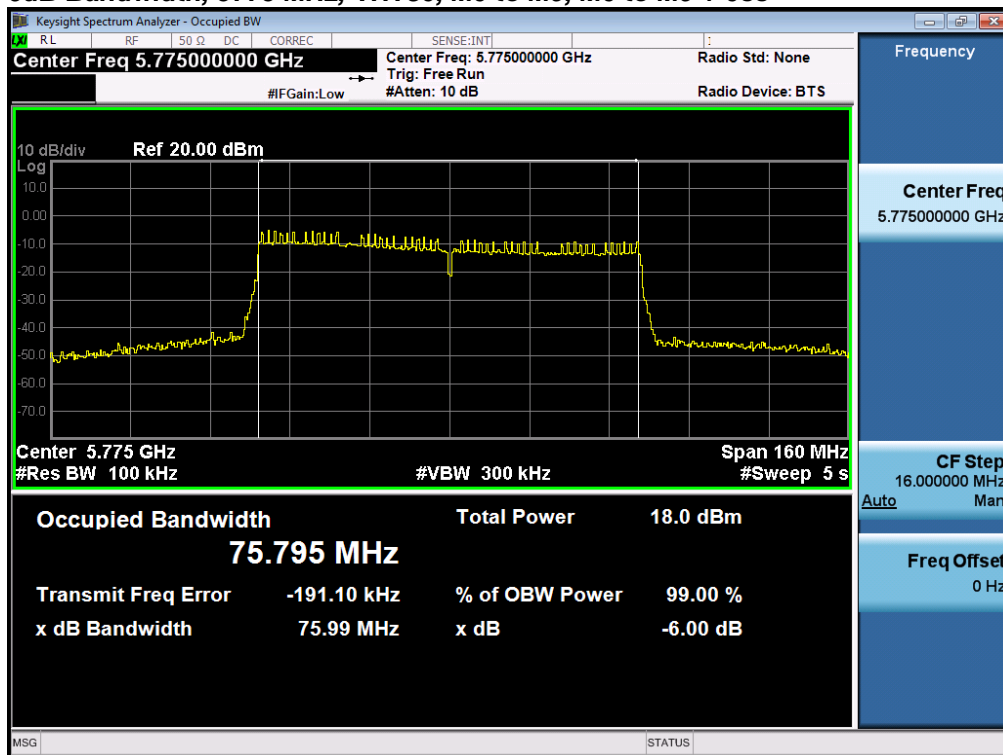 Keysight Spectrum Analyzer - Occupied BW
LXI RL RF 50 Ω DC CORREC SENSE:INT
Center Freq 5.775000000 GHz
Center Freq: 5.775000000 GHz
Radio Std: None
Trig: Free Run
#IFGain:Low
#Atten: 10 dB
Radio Device: BTS
10 dB/div Ref 20.00 dBm
Log
10.0
0.00
-10.0
-20.0
-30.0
-40.0
-50.0
-60.0
-70.0
Center 5.775 GHz
Span 160 MHz
#Res BW 100 kHz
#VBW 300 kHz
#Sweep 5 s
Occupied Bandwidth
Total Power 18.0 dBm
75.795 MHz
Transmit Freq Error -191.10 kHz
% of OBW Power 99.00 %
x dB Bandwidth 75.99 MHz
x dB -6.00 dB
MSG
STATUS
Frequency
Center Freq
5.775000000 GHz
CF Step
16.000000 MHz
Auto Man
Freq Offset
0 Hz